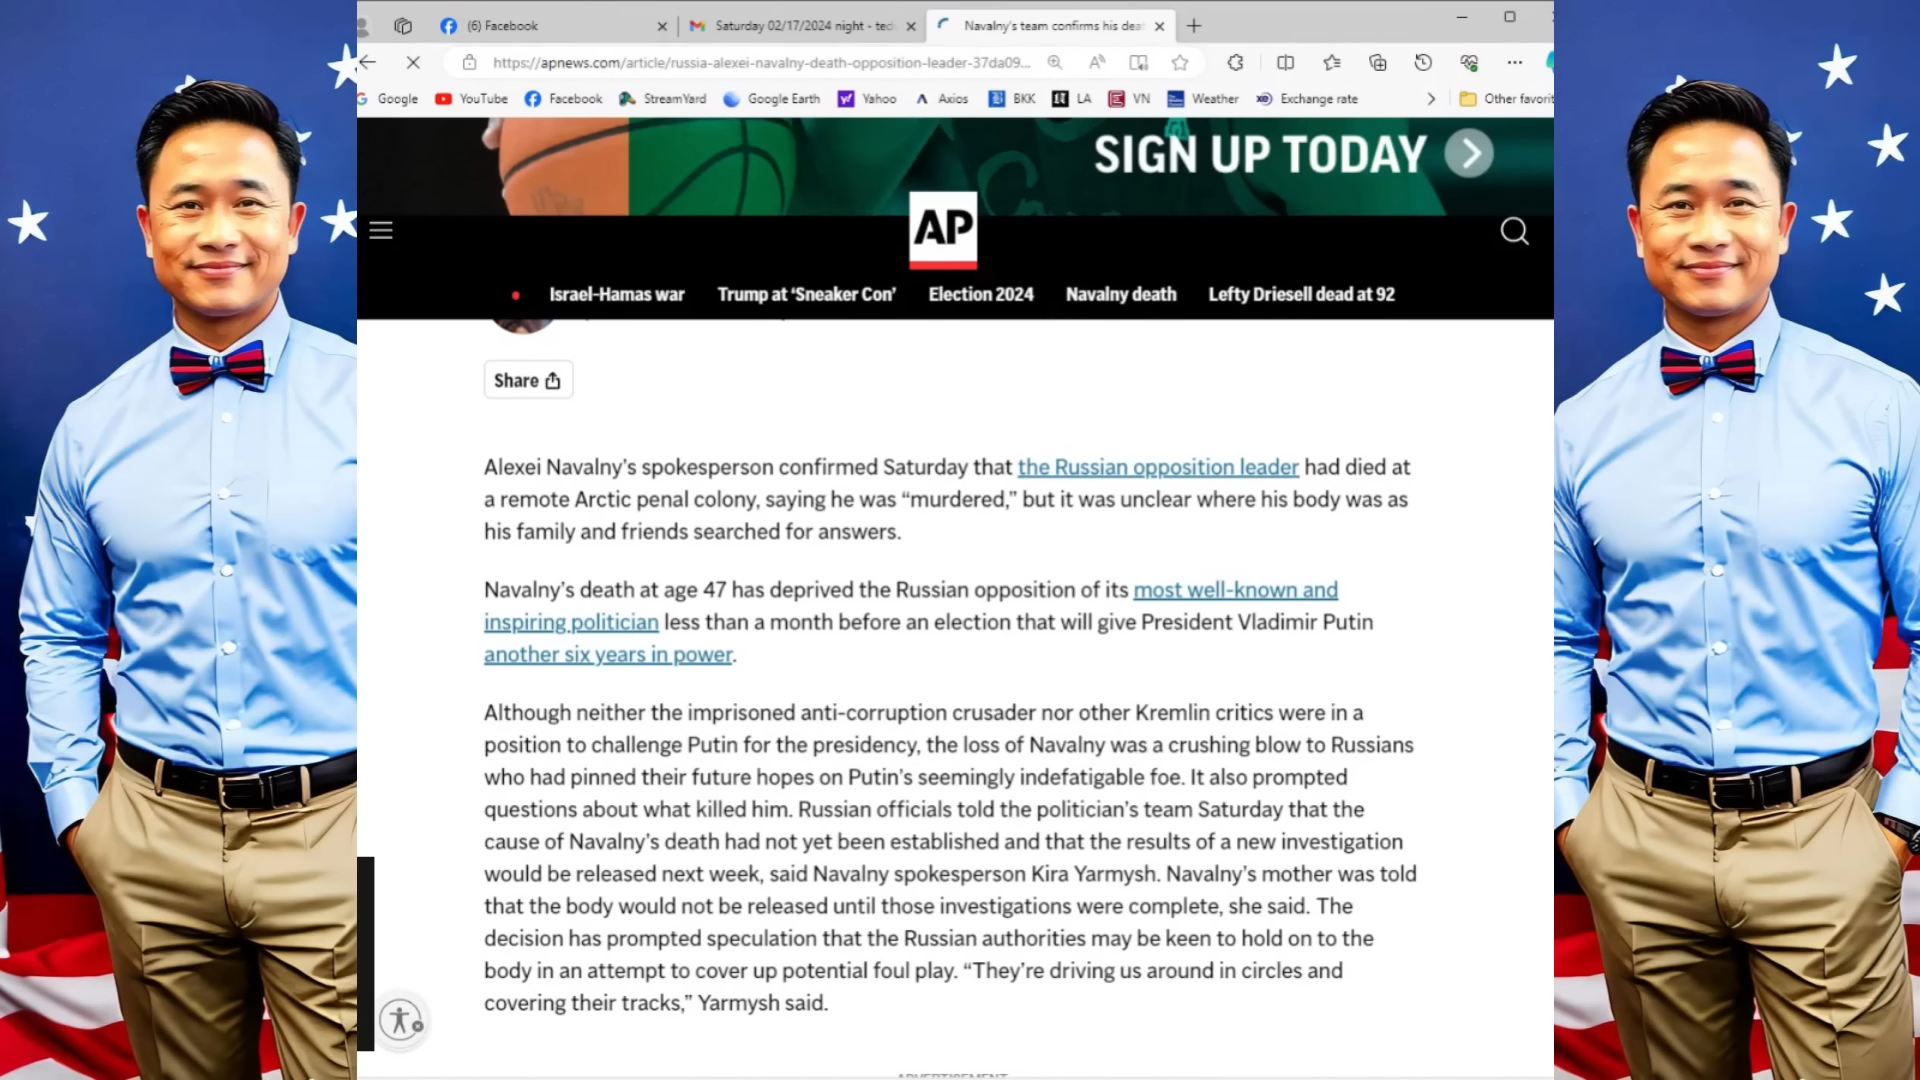 (6) Facebook
Saturday 02/17/2024 night - ted
Navalny's team confirms his dea
https://apnews.com/article/russia-alexei-navalny-death-opposition-leader-37da09...
Google YouTube Facebook StreamYard Google Earth Yahoo Axios BKK LA VN Weather Exchange rate Other favorit
SIGN UP TODAY
AP
Israel-Hamas war Trump at ‘Sneaker Con’ Election 2024 Navalny death Lefty Driesell dead at 92
Share
Alexei Navalny’s spokesperson confirmed Saturday that the Russian opposition leader had died at
a remote Arctic penal colony, saying he was “murdered,” but it was unclear where his body was as
his family and friends searched for answers.
Navalny’s death at age 47 has deprived the Russian opposition of its most well-known and
inspiring politician less than a month before an election that will give President Vladimir Putin
another six years in power.
Although neither the imprisoned anti-corruption crusader nor other Kremlin critics were in a
position to challenge Putin for the presidency, the loss of Navalny was a crushing blow to Russians
who had pinned their future hopes on Putin’s seemingly indefatigable foe. It also prompted
questions about what killed him. Russian officials told the politician’s team Saturday that the
cause of Navalny’s death had not yet been established and that the results of a new investigation
would be released next week, said Navalny spokesperson Kira Yarmysh. Navalny’s mother was told
that the body would not be released until those investigations were complete, she said. The
decision has prompted speculation that the Russian authorities may be keen to hold on to the
body in an attempt to cover up potential foul play. “They’re driving us around in circles and
covering their tracks,” Yarmysh said.
ADVERTISEMENT